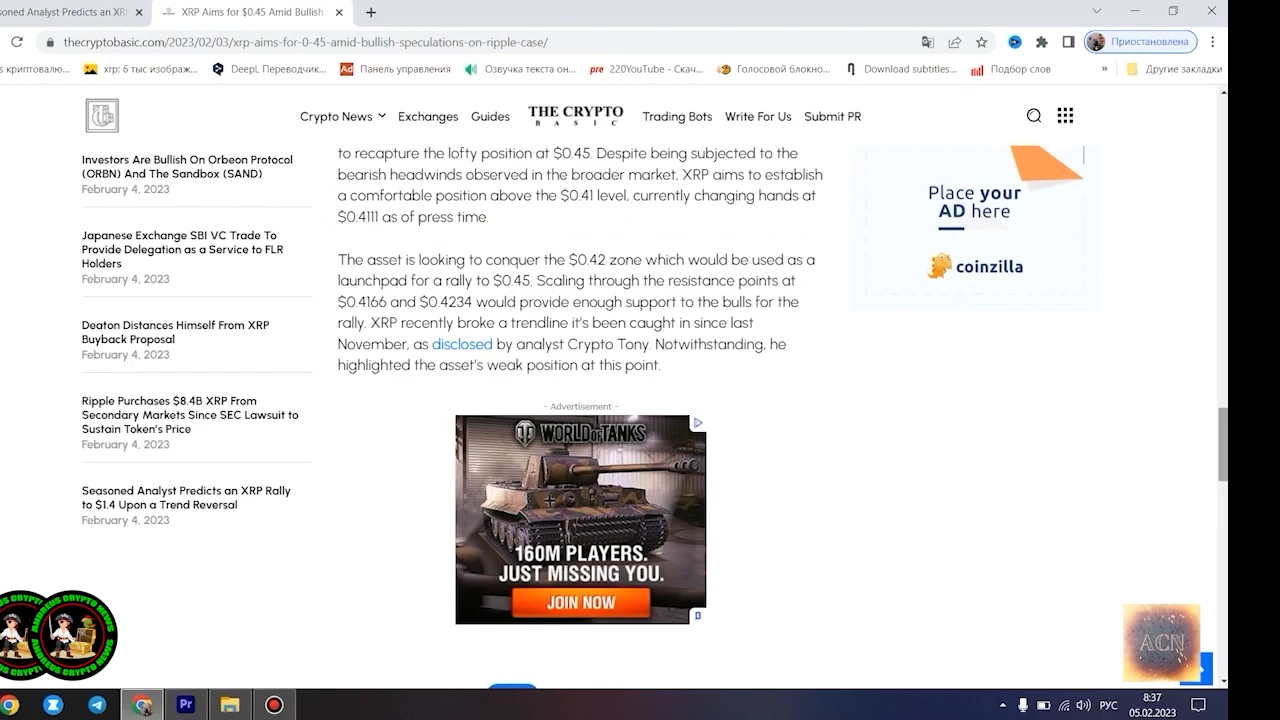 soned Analyst Predicts an XRI
XRP Aims for $0.45 Amid Bullish
thecryptobasic.com/2023/02/03/xrp-aims-for-0-45-amid-bullish-speculations-on-ripple-case/
Приостановлена
криптовалю...
xrp: 6 тыс изображ...
DeepL Переводчик...
Ad Панель управления
Озвучка текста он...
pre 220YouTube - Скач...
Голосовой блокно...
Download subtitles...
Подбор слов
»
Другие закладки
Crypto News
Exchanges
Guides
THE CRYPTO
BASIC
Trading Bots
Write For Us
Submit PR
Investors Are Bullish On Orbeon Protocol
(ORBN) And The Sandbox (SAND)
February 4, 2023
Japanese Exchange SBI VC Trade To
Provide Delegation as a Service to FLR
Holders
February 4, 2023
Deaton Distances Himself From XRP
Buyback Proposal
February 4, 2023
Ripple Purchases $8.4B XRP From
Secondary Markets Since SEC Lawsuit to
Sustain Token's Price
February 4, 2023
Seasoned Analyst Predicts an XRP Rally
to $1.4 Upon a Trend Reversal
February 4, 2023
to recapture the lofty position at $0.45. Despite being subjected to the
bearish headwinds observed in the broader market, XRP aims to establish
a comfortable position above the $0.41 level, currently changing hands at
$0.4111 as of press time.
The asset is looking to conquer the $0.42 zone which would be used as a
launchpad for a rally to $0.45. Scaling through the resistance points at
$0.4166 and $0.4234 would provide enough support to the bulls for the
rally. XRP recently broke a trendline it's been caught in since last
November, as disclosed by analyst Crypto Tony. Notwithstanding, he
highlighted the asset's weak position at this point.
- Advertisement -
WORLD OF TANKS
160M PLAYERS.
JUST MISSING YOU.
JOIN NOW
Place your
AD here
coinzilla
ANDREUS CRYPTO NEWS
ANDREUS CRYPTO NEWS
ACN
Pr
РУС
8:37
05.02.2023